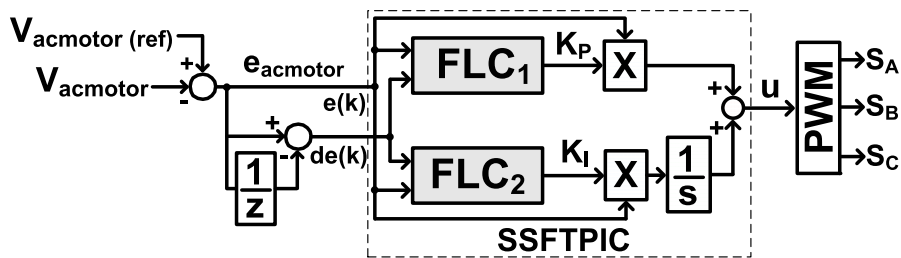 Vacmotor (ref)
Vacmotor
+
-
eacmotor
e(k)
+
-
de(k)
1
z
FLC1
KP
X
FLC2
KI
X
1
s
+
+
u
PWM
SA
SB
SC
SSFTPIC